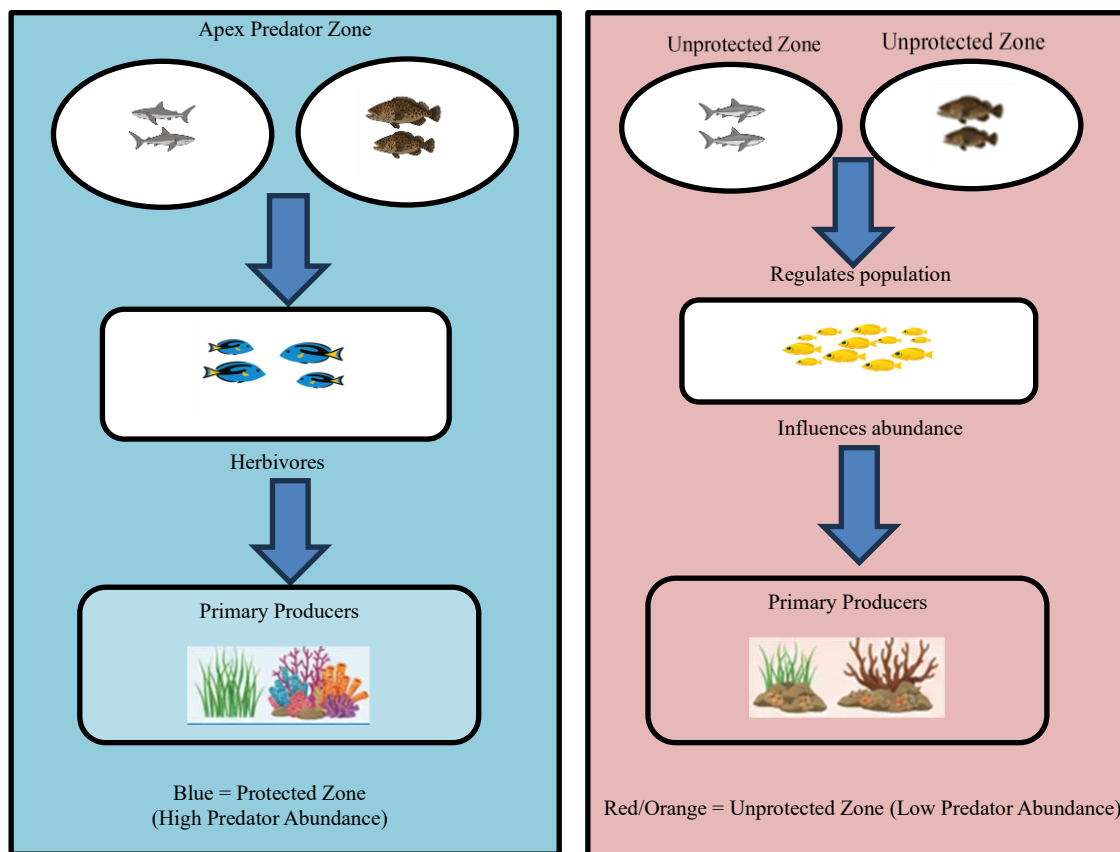 Apex Predator Zone
Herbivores
Primary Producers
Blue = Protected Zone
(High Predator Abundance)
Unprotected Zone
Unprotected Zone
Regulates population
Influences abundance
Primary Producers
Red/Orange = Unprotected Zone (Low Predator Abundance)